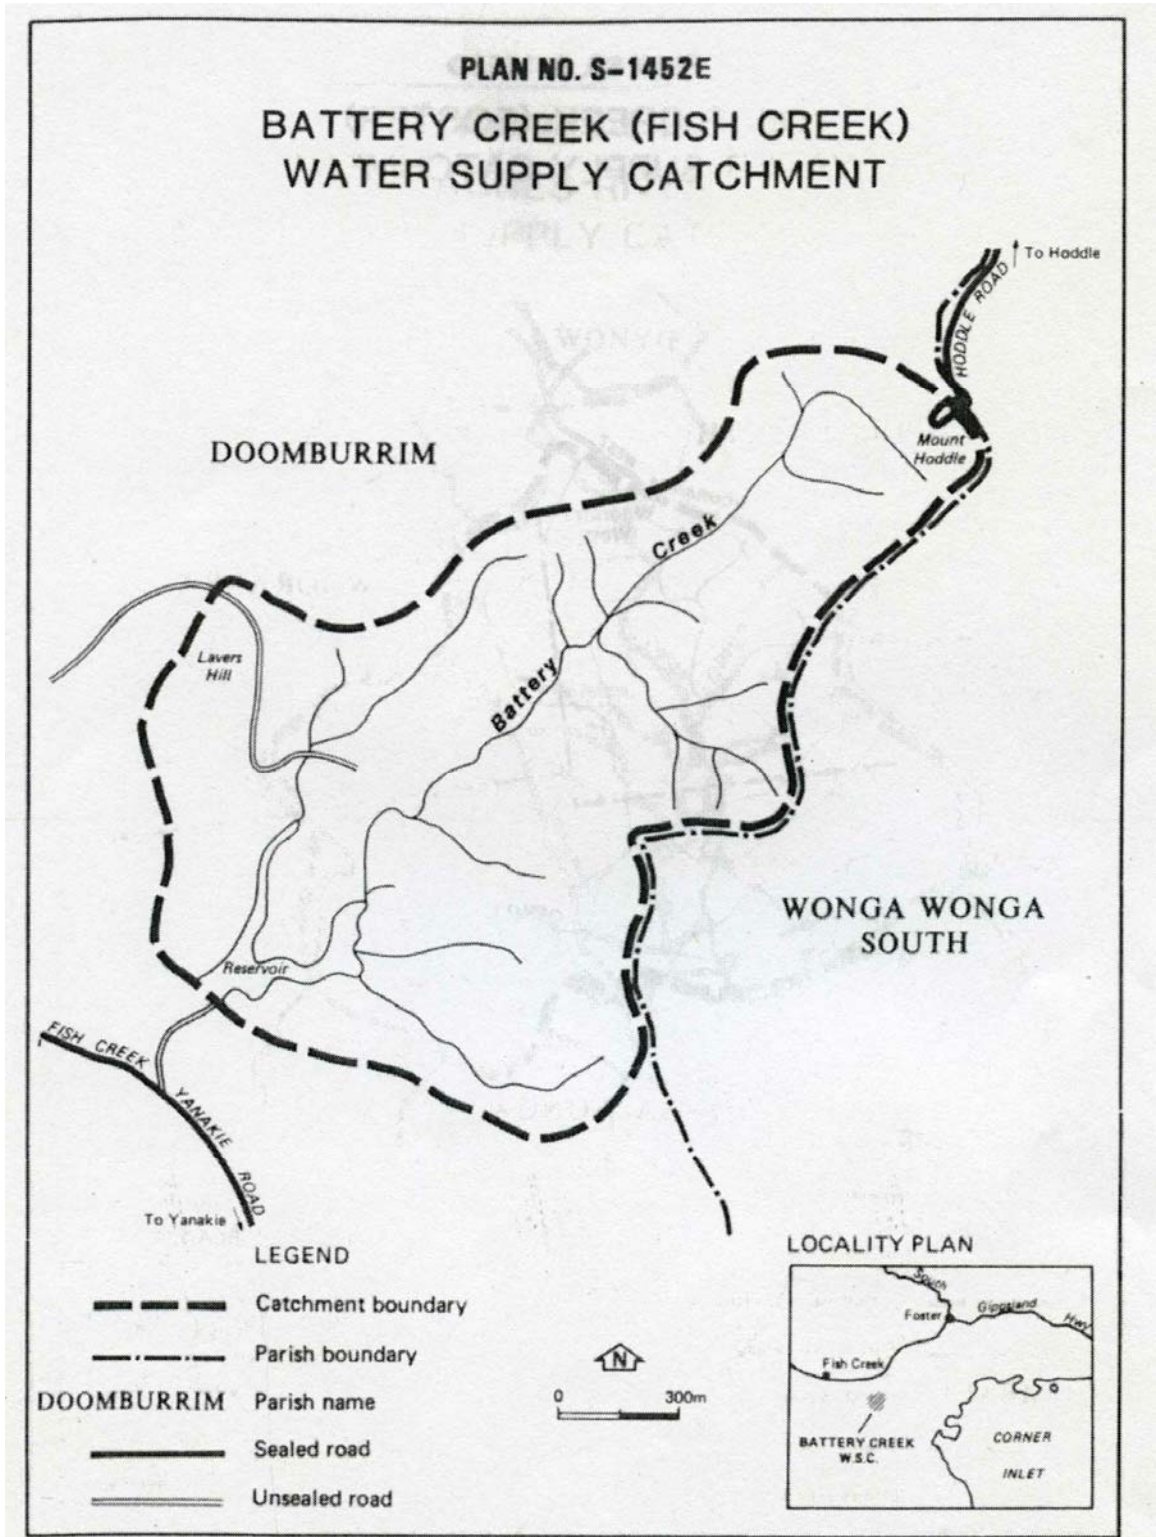 PLAN NO. S-1452E
BATTERY CREEK (FISH CREEK)
WATER SUPPLY CATCHMENT
To Hoddle
HODDLE ROAD
DOOMBURRIM
Mount
Hoddle
Creek
Lavers
Hill
Battery
WONGA WONGA
SOUTH
Reservoir
FISH CREEK
YANAKIE
ROAD
To Yanakie
LEGEND
Catchment boundary
Parish boundary
DOOMBURRIM Parish name
Sealed road
Unsealed road
N
0 300m
LOCALITY PLAN
South
Foster
Gippsland
Hwy
Fish Creek
BATTERY CREEK
W.S.C.
CORNER
INLET